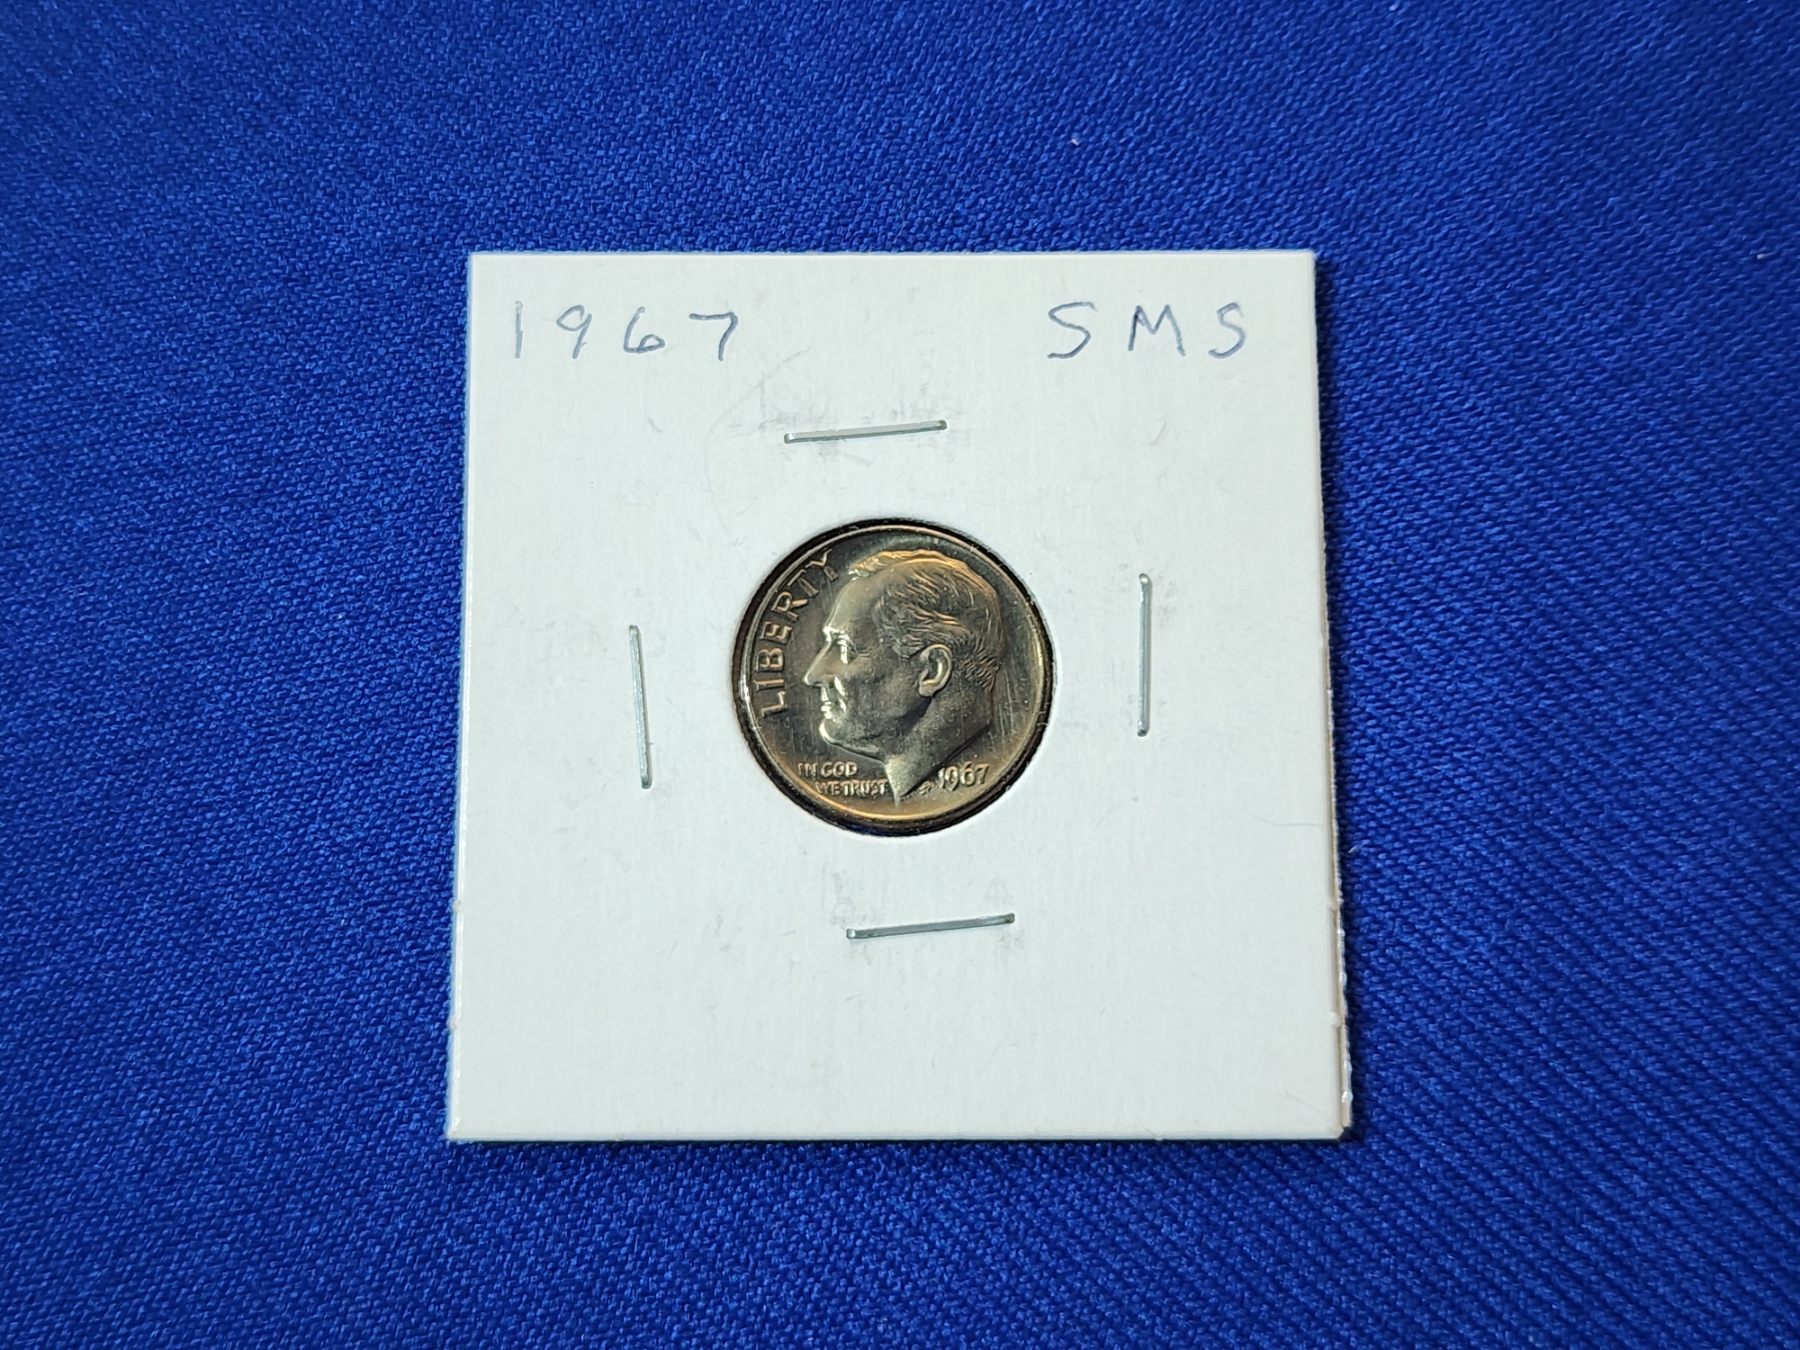 1967 SMS
LIBERTY
IN GOD
WE TRUST
1967